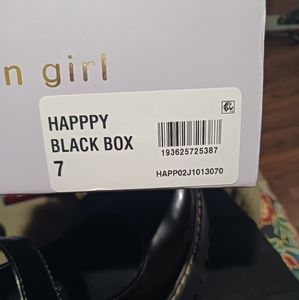 n girl
HAPPPY
BLACK BOX
7
193625725387
HAPP02J1013070